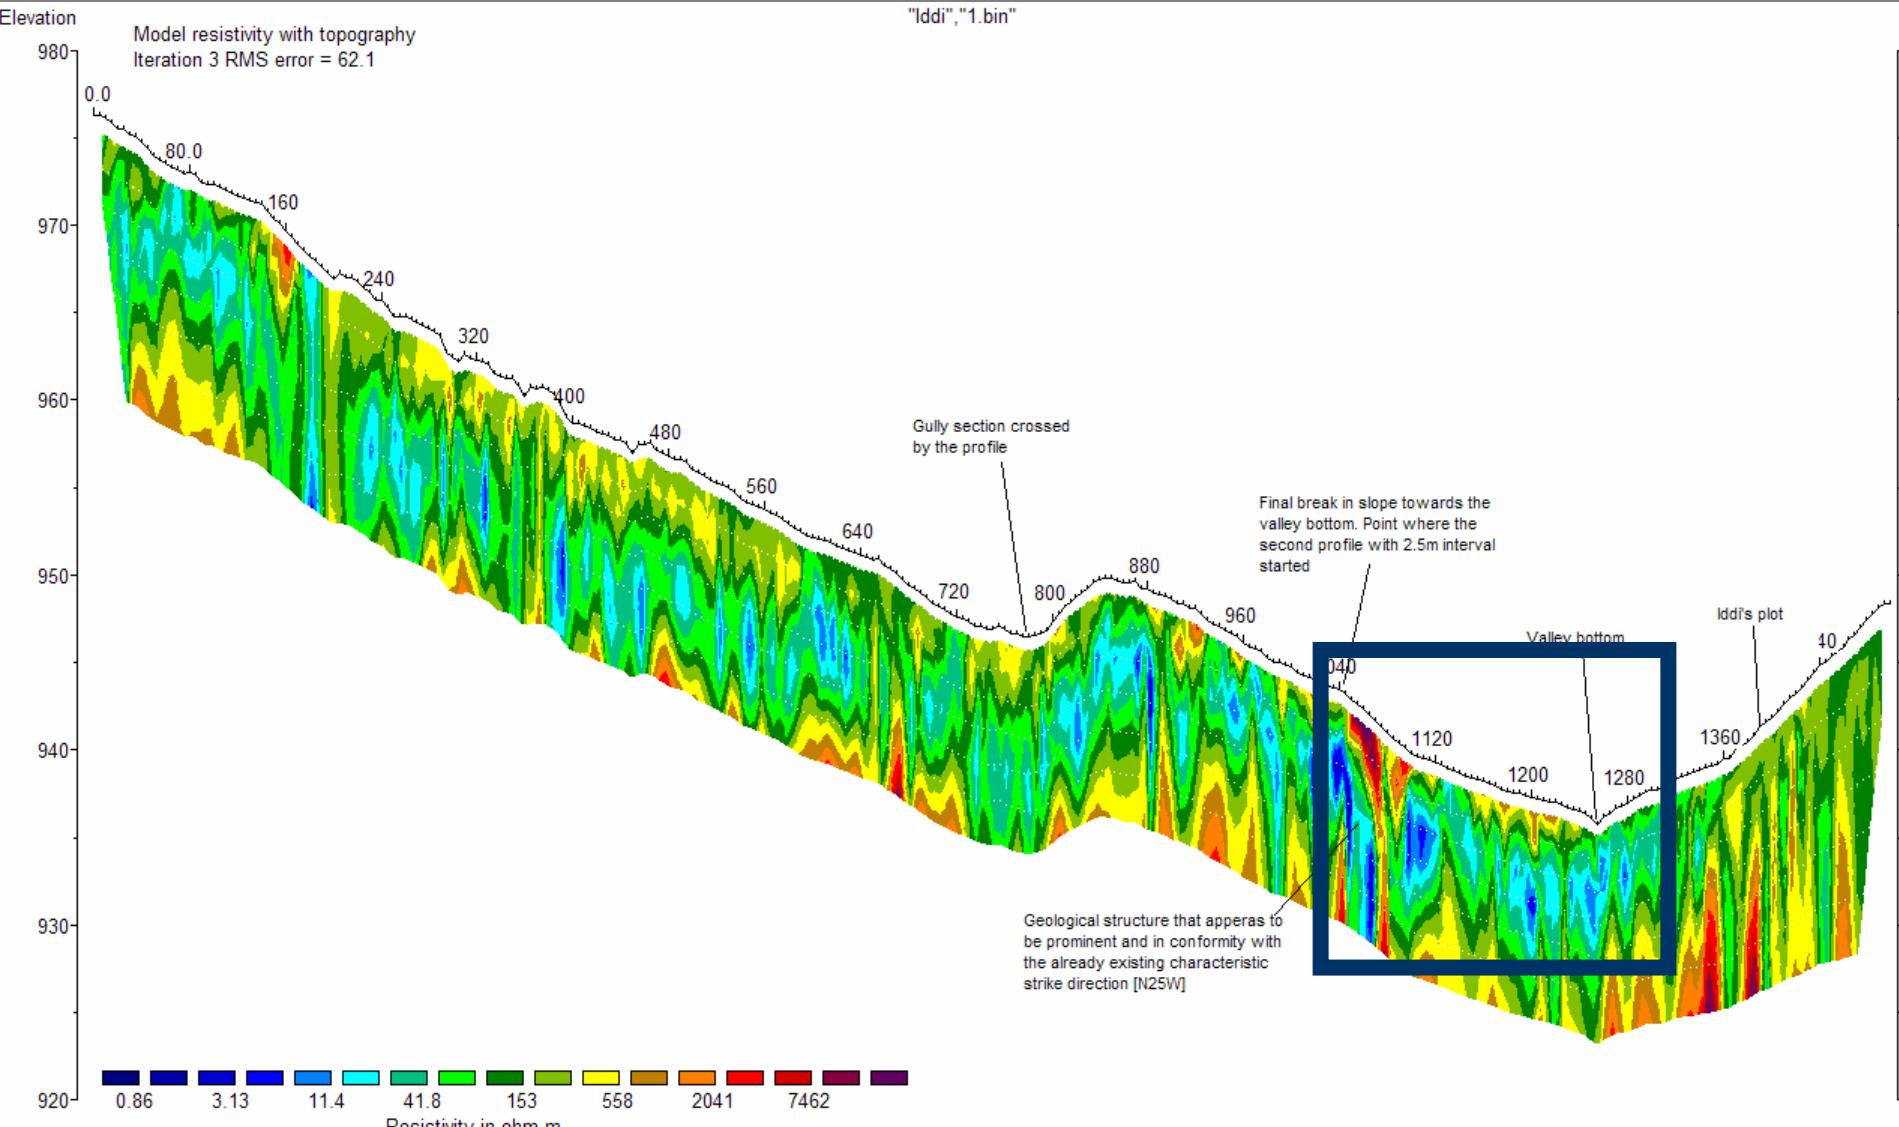 Elevation
"Iddi","1.bin"
Model resistivity with topography
Iteration 3 RMS error = 62.1
980
970
960
950
940
930
920
0.0
80.0
160
240
320
400
480
560
640
720
800
880
960
040
1120
1200
1280
1360
40
Gully section crossed
by the profile
Final break in slope towards the
valley bottom. Point where the
second profile with 2.5m interval
started
Valley bottom
Iddi's plot
Geological structure that apperas to
be prominent and in conformity with
the already existing characteristic
strike direction [N25W]
0.86 3.13 11.4 41.8 153 558 2041 7462
Resistivity in ohm.m